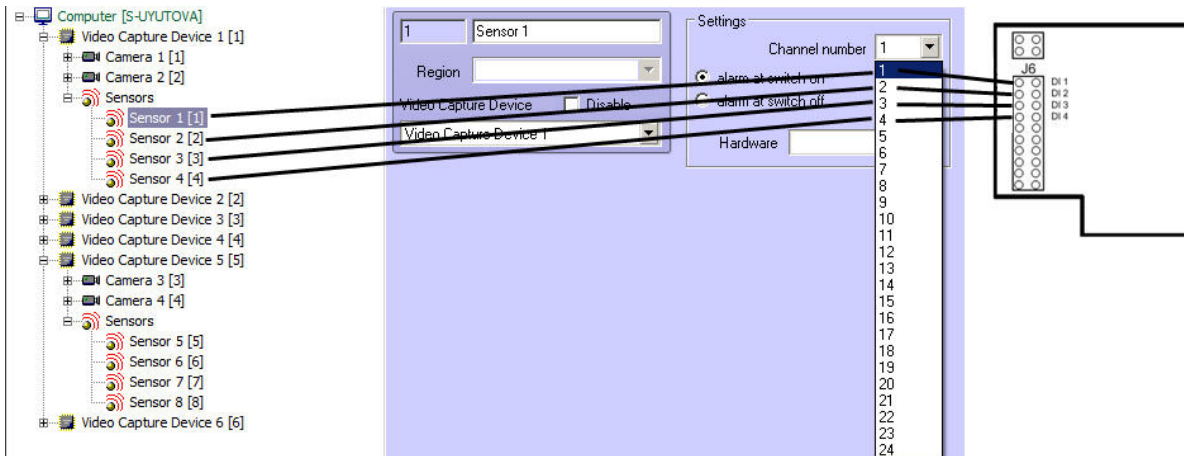 Computer [S-UYUTOVA]
Video Capture Device 1 [1]
Camera 1 [1]
Camera 2 [2]
Sensors
Sensor 1 [1]
Sensor 2 [2]
Sensor 3 [3]
Sensor 4 [4]
Video Capture Device 2 [2]
Video Capture Device 3 [3]
Video Capture Device 4 [4]
Video Capture Device 5 [5]
Camera 3 [3]
Camera 4 [4]
Sensors
Sensor 5 [5]
Sensor 6 [6]
Sensor 7 [7]
Sensor 8 [8]
Video Capture Device 6 [6]
1 Sensor 1
Region
Video Capture Device Disable
Video Capture Device 1
Settings
Channel number 1
alarm at switch on
alarm at switch off
Hardware
1
2
3
4
5
6
7
8
9
10
11
12
13
14
15
16
17
18
19
20
21
22
23
24
J6
DI 1
DI 2
DI 3
DI 4